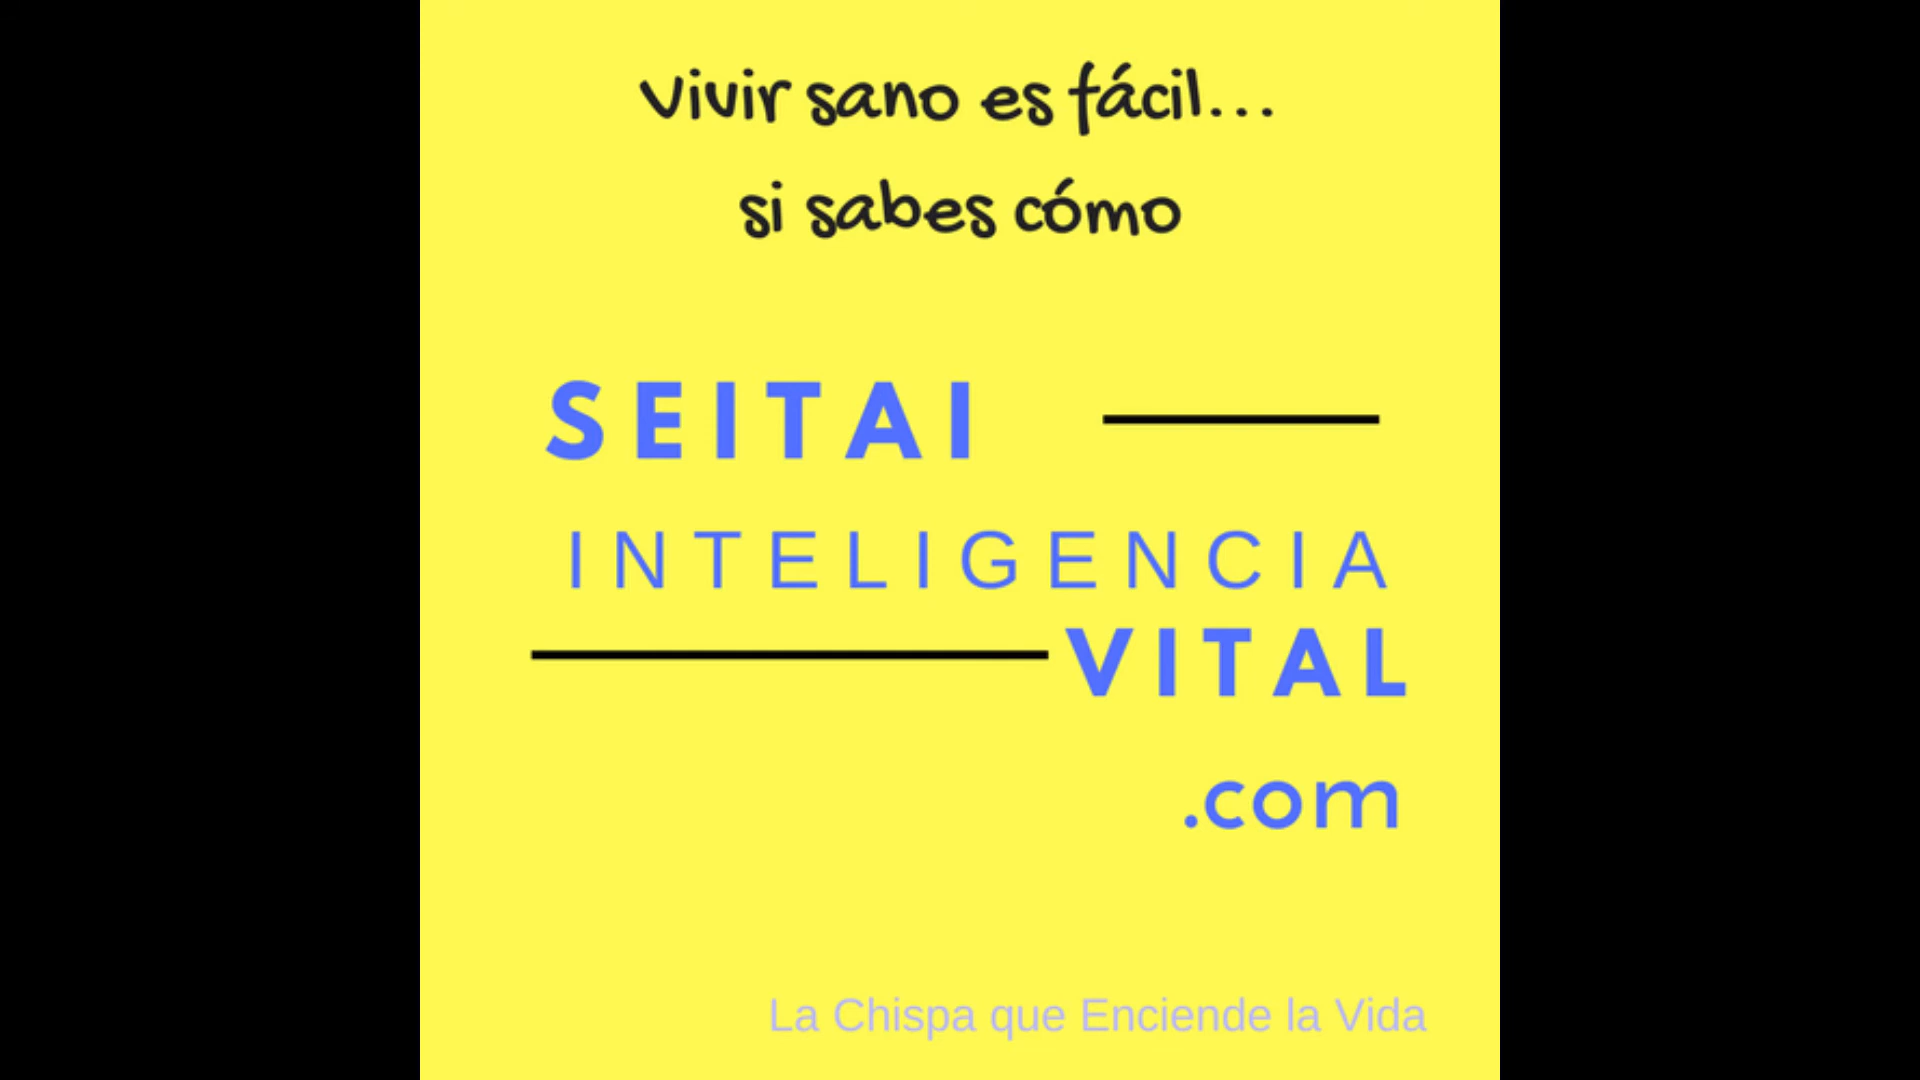 Vivir sano es fácil...
si sabes cómo
SEITAI
INTELIGENCIA
VITAL
.com
La Chispa que Enciende la Vida